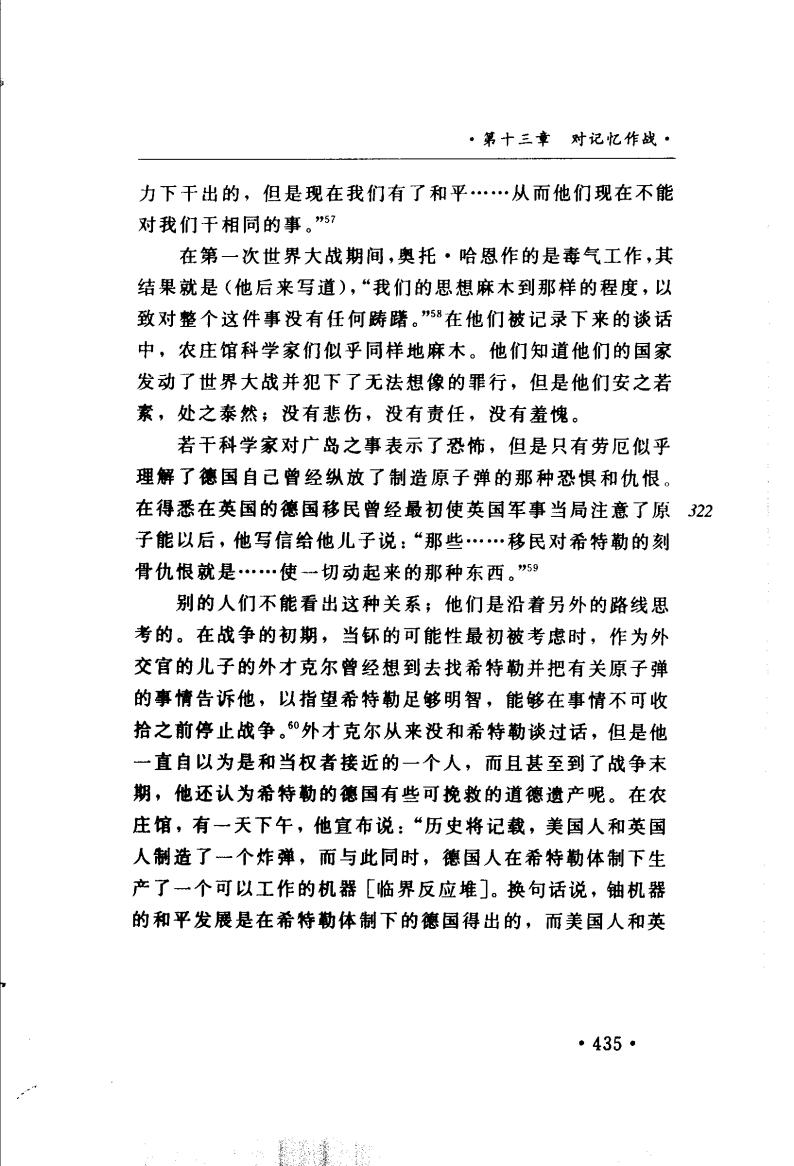 ·第十三章 对记忆作战·
力下干出的，但是现在我们有了和平……从而他们现在不能
对我们干相同的事。”57
在第一次世界大战期间，奥托·哈恩作的是毒气工作，其
结果就是（他后来写道），“我们的思想麻木到那样的程度，以
致对整个这件事没有任何踌躇。”58在他们被记录下来的谈话
中，农庄馆科学家们似乎同样地麻木。他们知道他们的国家
发动了世界大战并犯下了无法想像的罪行，但是他们安之若
素，处之泰然；没有悲伤，没有责任，没有羞愧。
若干科学家对广岛之事表示了恐怖，但是只有劳厄似乎
理解了德国自己曾经纵放了制造原子弹的那种恐惧和仇恨。
在得悉在英国的德国移民曾经最初使英国军事当局注意了原 322
子能以后，他写信给他儿子说：“那些……移民对希特勒的刻
骨仇恨就是……使一切动起来的那种东西。”59
别的人们不能看出这种关系；他们是沿着另外的路线思
考的。在战争的初期，当钚的可能性最初被考虑时，作为外
交官的儿子的外才克尔曾经想到去找希特勒并把有关原子弹
的事情告诉他，以指望希特勒足够明智，能够在事情不可收
拾之前停止战争。60外才克尔从来没和希特勒谈过话，但是他
一直自以为是和当权者接近的一个人，而且甚至到了战争末
期，他还认为希特勒的德国有些可挽救的道德遗产呢。在农
庄馆，有一天下午，他宣布说：“历史将记载，美国人和英国
人制造了一个炸弹，而与此同时，德国人在希特勒体制下生
产了一个可以工作的机器［临界反应堆］。换句话说，铀机器
的和平发展是在希特勒体制下的德国得出的，而美国人和英
·435·